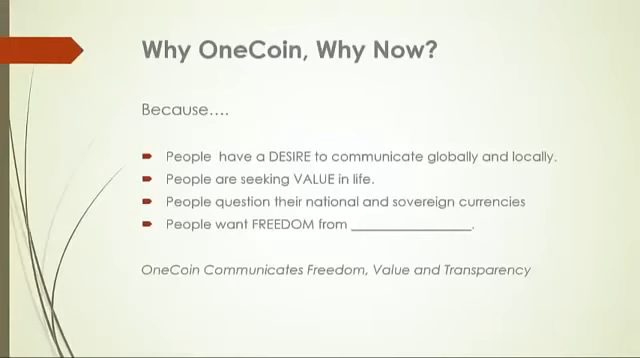 Why OneCoin, Why Now?
Because....
People have a DESIRE to communicate globally and locally.
People are seeking VALUE in life.
People question their national and sovereign currencies
People want FREEDOM from __________________.
OneCoin Communicates Freedom, Value and Transparency